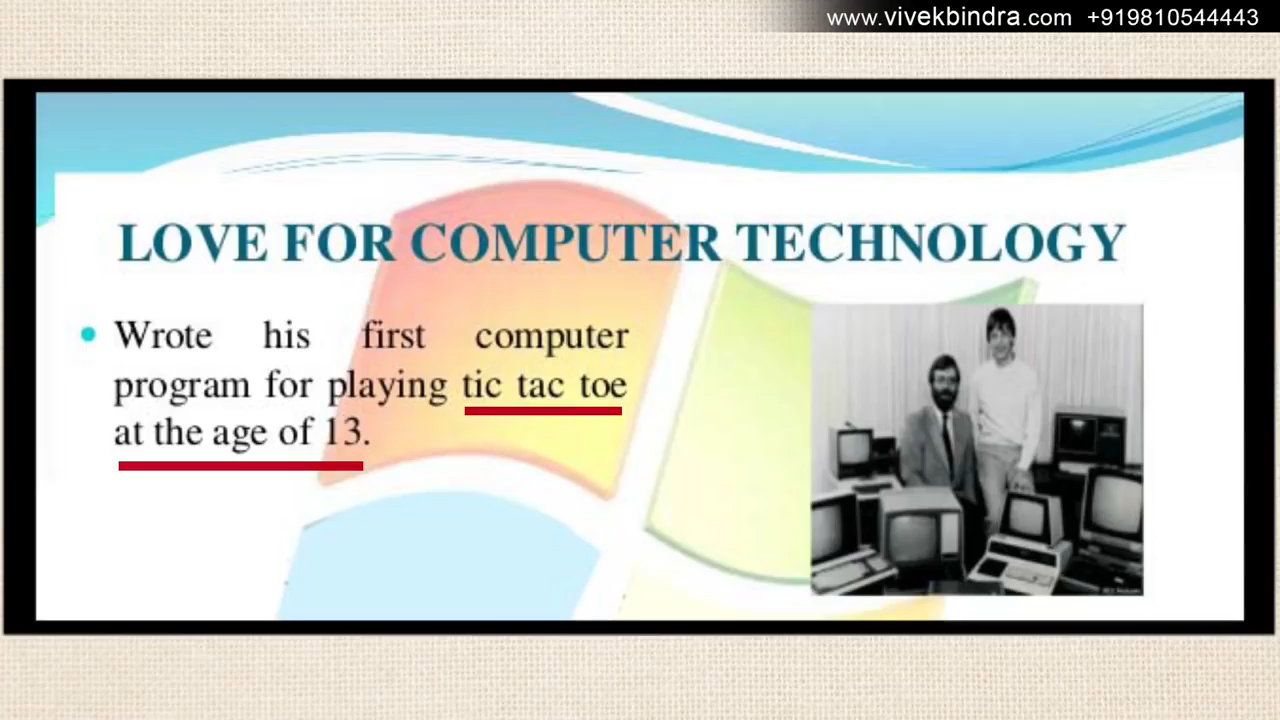 www.vivekbindra.com +919810544443
LOVE FOR COMPUTER TECHNOLOGY
• Wrote his first computer
program for playing tic tac toe
at the age of 13.